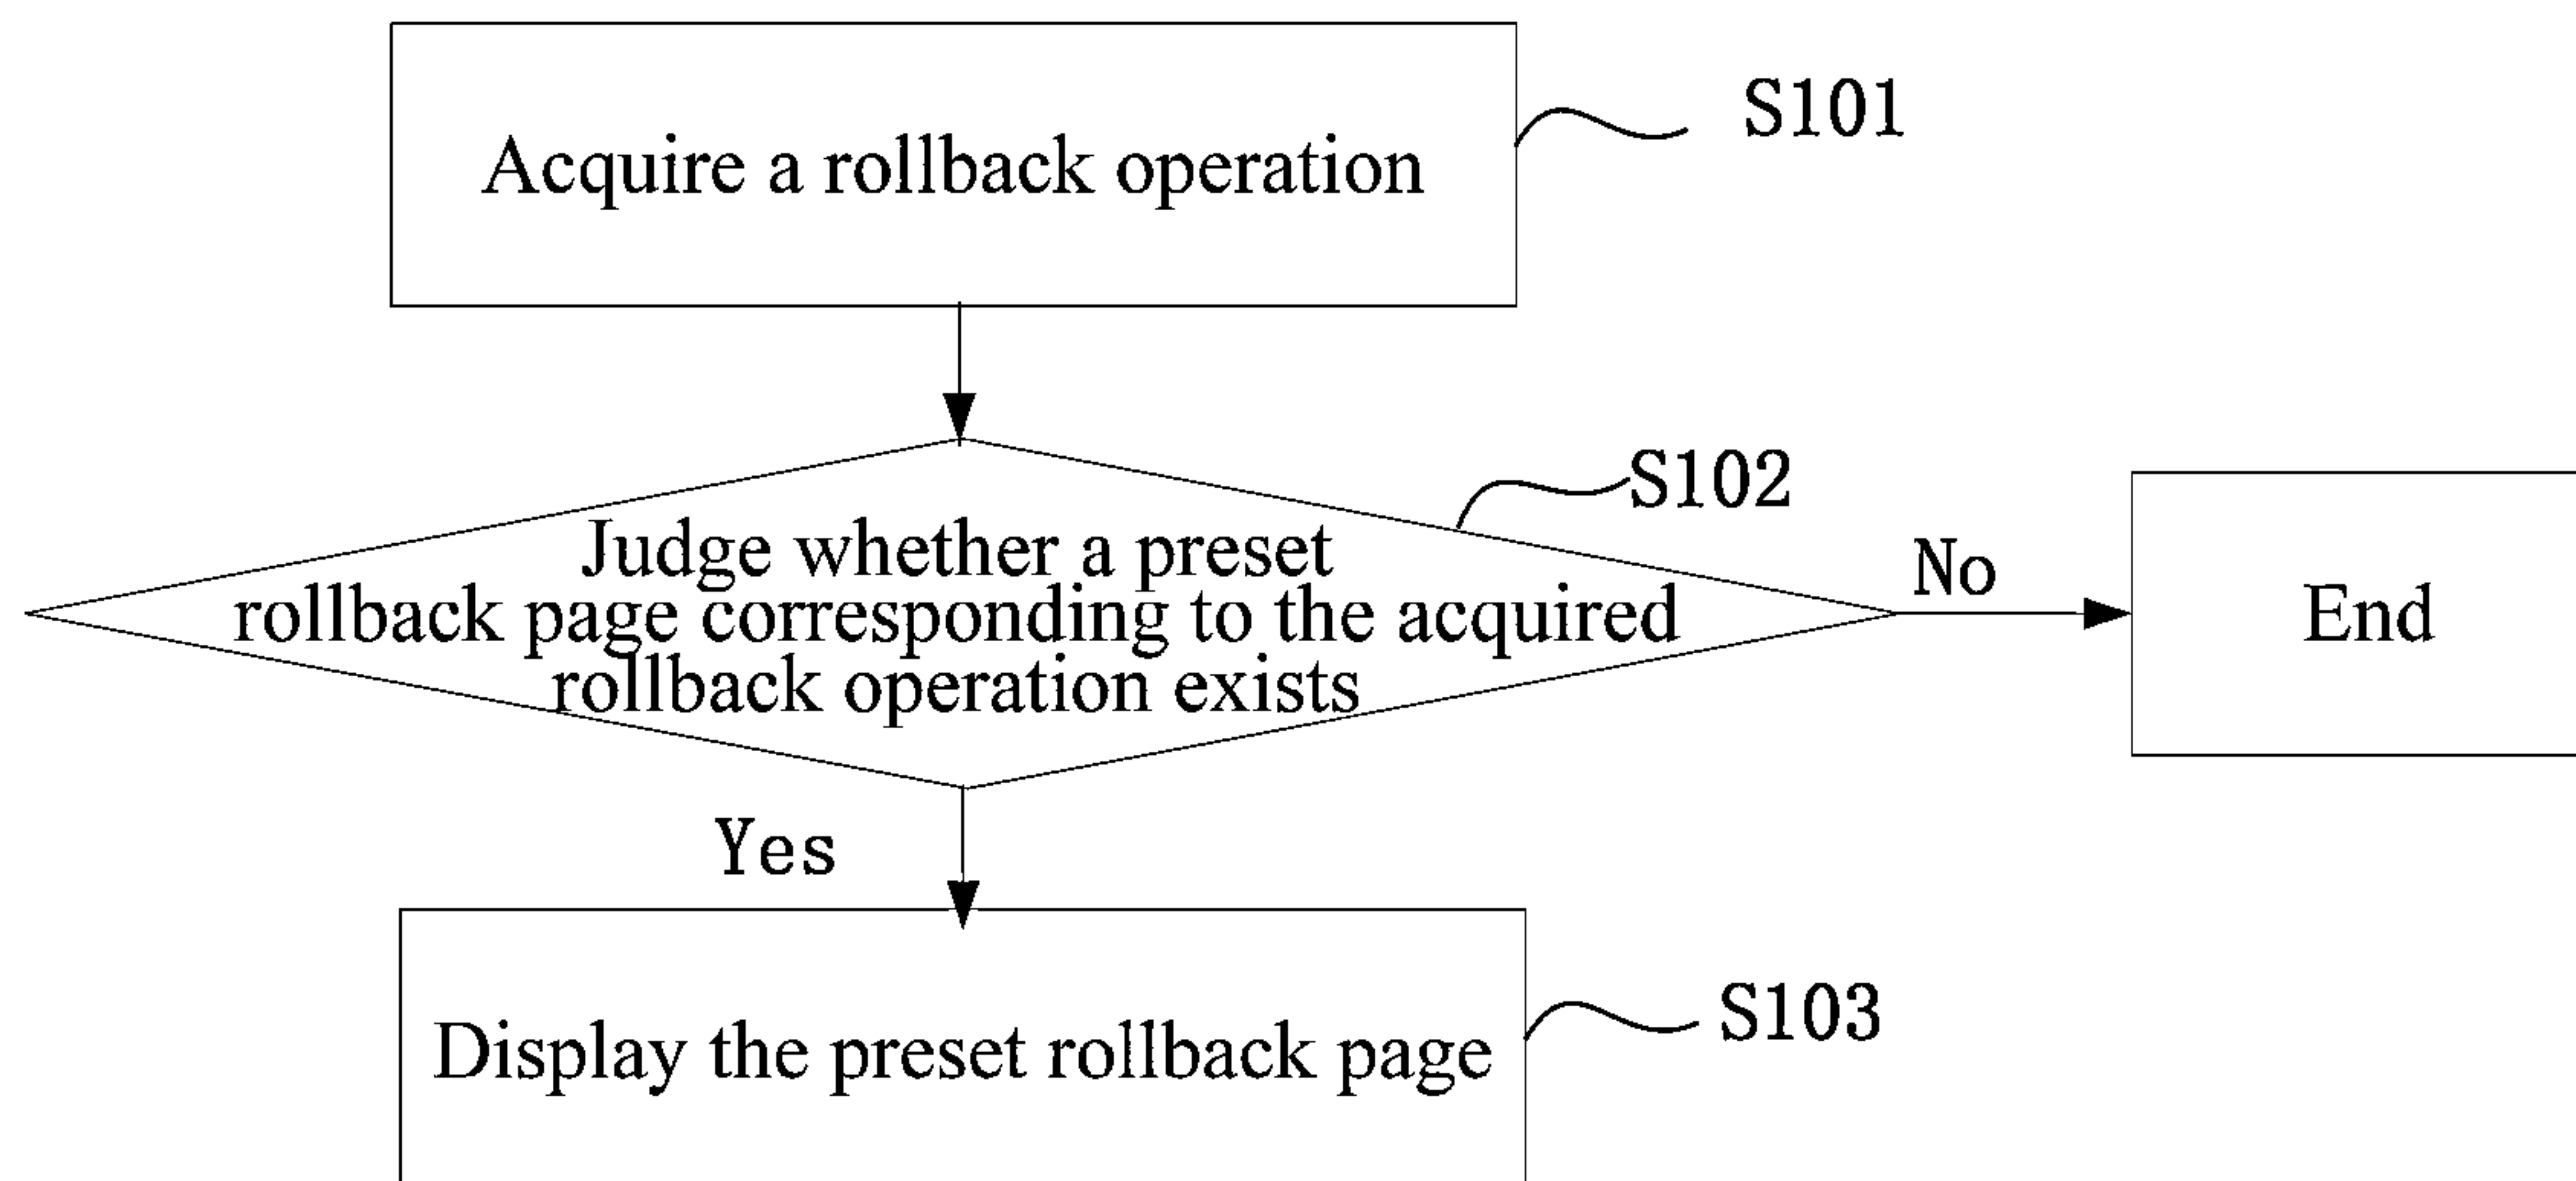 Acquire a rollback operation
S101
S102
Judge whether a preset
rollback page corresponding to the acquired
rollback operation exists
No
End
Yes
Display the preset rollback page
S103